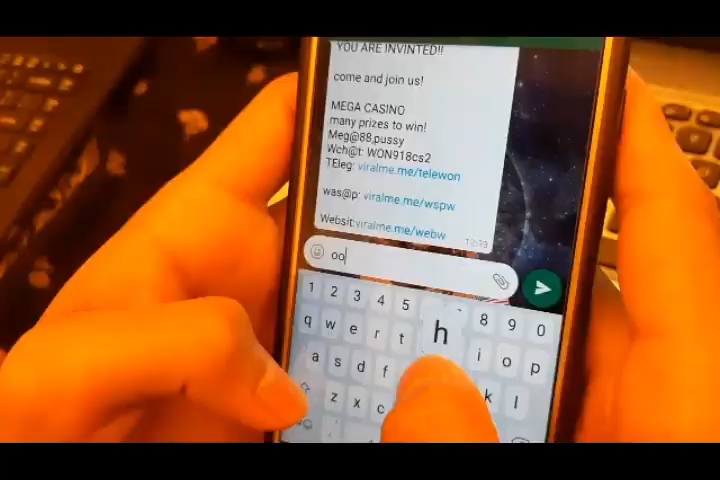 YOU ARE INVINTED!!
come and join us!
MEGA CASINO
many prizes to win!
Meg@88,pussy
Wch@t: WON918cs2
TEleg: viralme.me/telewon
was@p: viralme.me/wspw
Websit:viralme.me/webw
oo
1 2 3 4 5 8 9 0
q w e r t h i o p
a s d f k l
z x c